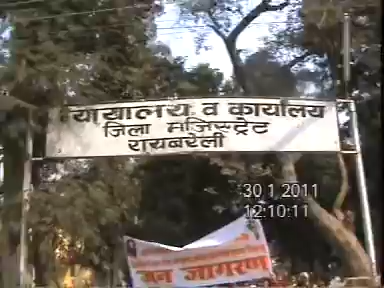 न्यायालय व कार्यालय
जिला मजिस्ट्रेट
रायबरेली
30 1 2011
12:10:11
जन जागरण